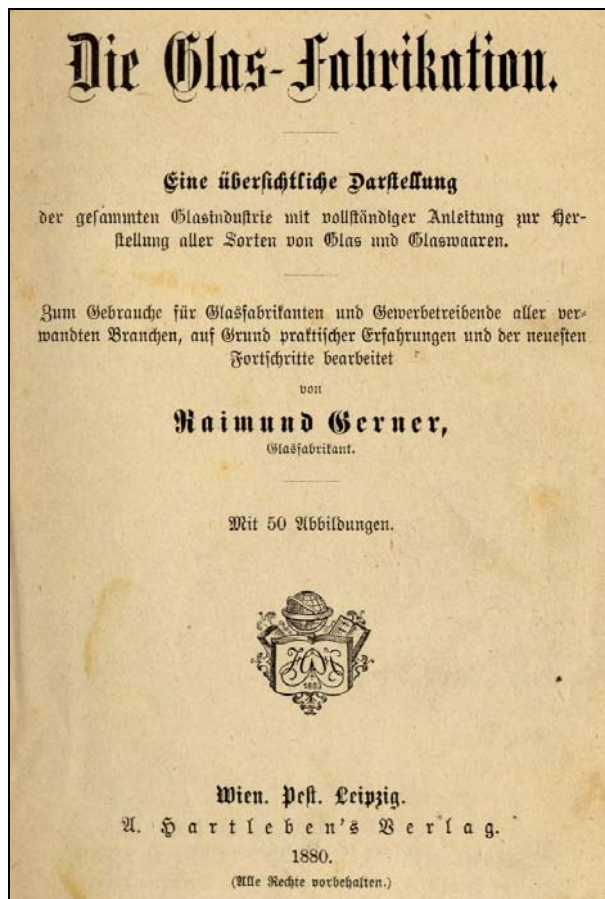 Die Glas-Fabrikation.
Eine übersichtliche Darstellung
der gesammten Glasindustrie mit vollständiger Anleitung zur Her-
stellung aller Sorten von Glas und Glaswaaren.
Zum Gebrauche für Glasfabrikanten und Gewerbetreibende aller ver-
wandten Branchen, auf Grund praktischer Erfahrungen und der neuesten
Fortschritte bearbeitet
von
Raimund Gerner,
Glasfabrikant.
Mit 50 Abbildungen.
1803
Wien. Pest. Leipzig.
A. Hartleben's Verlag.
1880.
(Alle Rechte vorbehalten.)